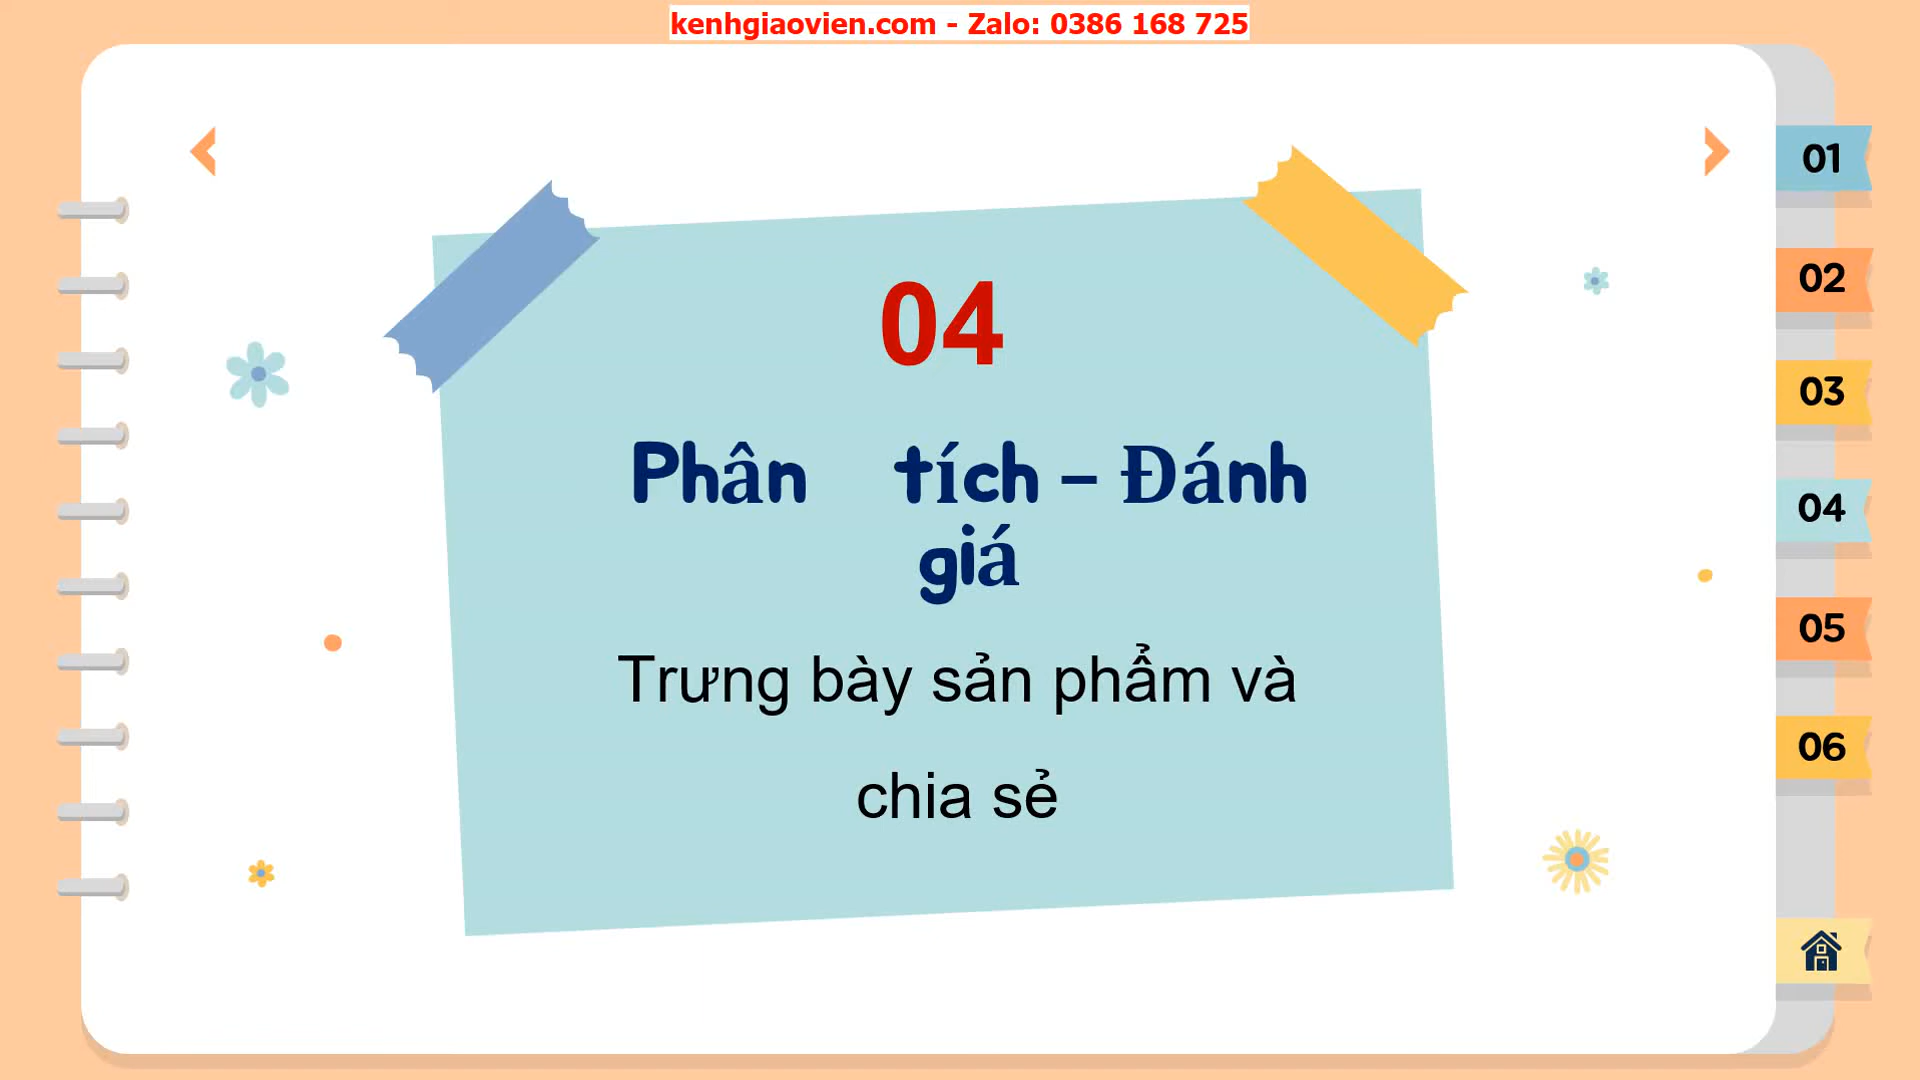 kenhgiaovien.com - Zalo: 0386 168 725
04
Phân tích – Đánh
giá
Trưng bày sản phẩm và
chia sẻ
01
02
03
04
05
06